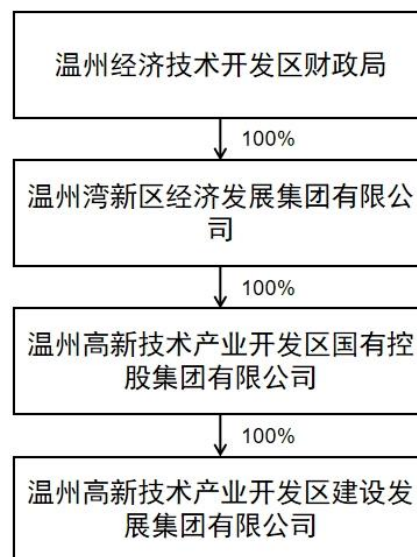 温州经济技术开发区财政局
100%
温州湾新区经济发展集团有限公
司
100%
温州高新技术产业开发区国有控
股集团有限公司
100%
温州高新技术产业开发区建设发
展集团有限公司